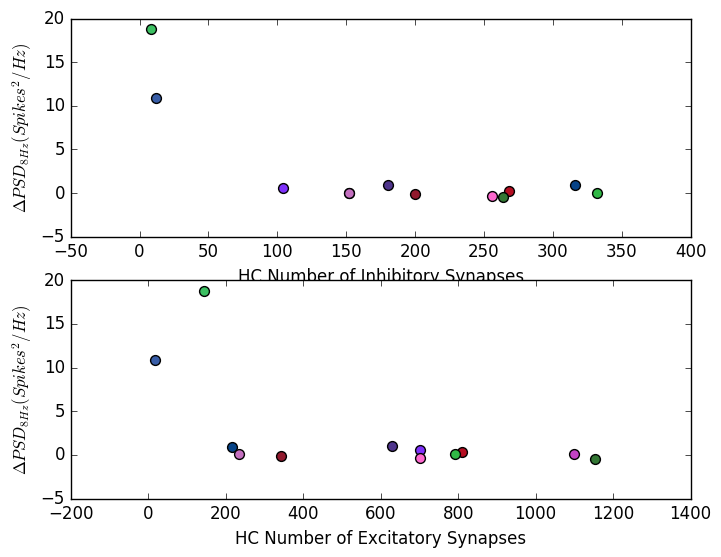 20
15
10
5
0
−5
ΔPSD₈Hz(Spikes²/Hz)
−50 0 50 100 150 200 250 300 350 400
HC Number of Inhibitory Synapses
20
15
10
5
0
−5
ΔPSD₈Hz(Spikes²/Hz)
−200 0 200 400 600 800 1000 1200 1400
HC Number of Excitatory Synapses